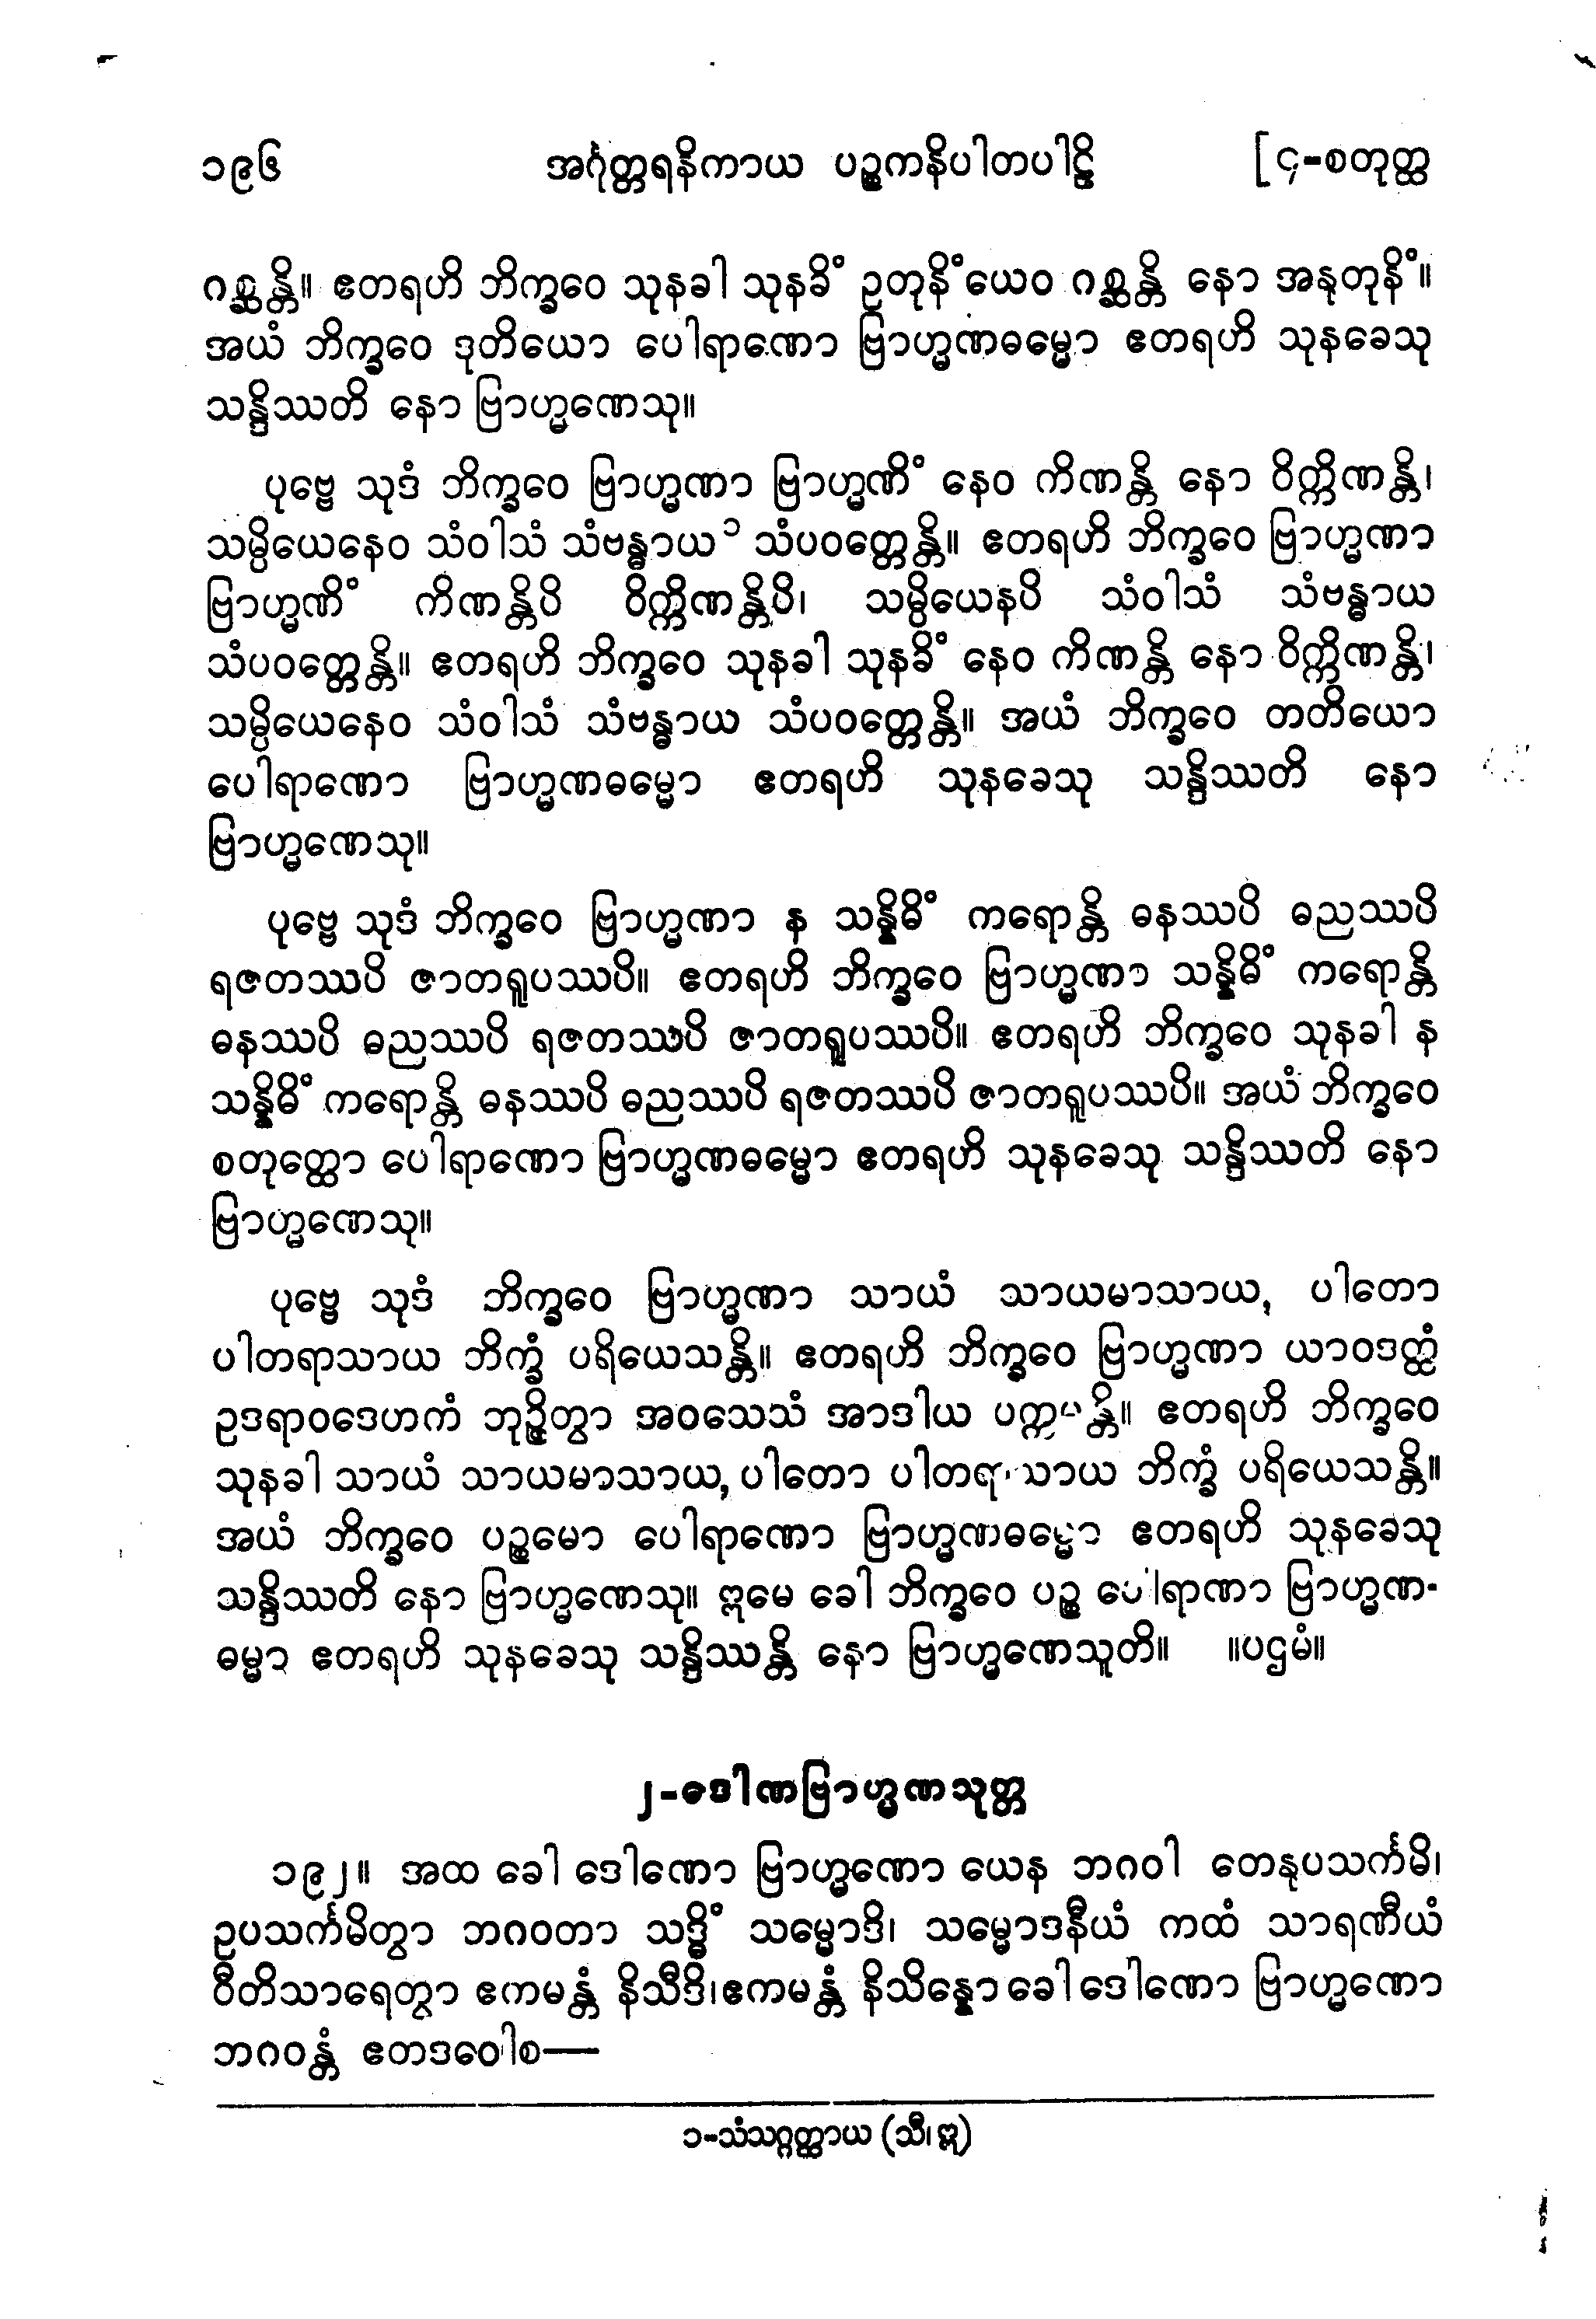 ၁၉၆ အင်္ဂုတ္တရနိကာယ ပဉ္စကနိပါတပါဠိ [၄-စတုတ္ထ
ဂစ္ဆန္တိ။ ဧတရဟိ ဘိက္ခဝေ သုနခါ သုနခိံ ဥတုနိံယေဝ ဂစ္ဆန္တိ နော အနုတုနိံ။
အယံ ဘိက္ခဝေ ဒုတိယော ပေါရာဏော ဗြာဟ္မဏဓမ္မော ဧတရဟိ သုနခေသု
သန္ဒိဿတိ နော ဗြာဟ္မဏေသု။
ပုဗ္ဗေ သုဒံ ဘိက္ခဝေ ဗြာဟ္မဏာ ဗြာဟ္မဏိံ နေဝ ကိဏန္တိ နော ဝိက္ကိဏန္တိ၊
သမ္ပိယေနေဝ သံဝါသံ သံဗန္ဓာယ ၁ သံပဝတ္တေန္တိ။ ဧတရဟိ ဘိက္ခဝေ ဗြာဟ္မဏာ
ဗြာဟ္မဏိံ ကိဏန္တိပိ ဝိက္ကိဏန္တိပိ၊ သမ္ပိယေနပိ သံဝါသံ သံဗန္ဓာယ
သံပဝတ္တေန္တိ။ ဧတရဟိ ဘိက္ခဝေ သုနခါ သုနခိံ နေဝ ကိဏန္တိ နော ဝိက္ကိဏန္တိ၊
သမ္ပိယေနေဝ သံဝါသံ သံဗန္ဓာယ သံပဝတ္တေန္တိ။ အယံ ဘိက္ခဝေ တတိယော
ပေါရာဏော ဗြာဟ္မဏဓမ္မော ဧတရဟိ သုနခေသု သန္ဒိဿတိ နော
ဗြာဟ္မဏေသု။
ပုဗ္ဗေ သုဒံ ဘိက္ခဝေ ဗြာဟ္မဏာ န သန္နိဓိံ ကရောန္တိ ဓနဿပိ ဓညဿပိ
ရဇတဿပိ ဇာတရူပဿပိ။ ဧတရဟိ ဘိက္ခဝေ ဗြာဟ္မဏာ သန္နိဓိံ ကရောန္တိ
ဓနဿပိ ဓညဿပိ ရဇတဿပိ ဇာတရူပဿပိ။ ဧတရဟိ ဘိက္ခဝေ သုနခါ န
သန္နိဓိံ ကရောန္တိ ဓနဿပိ ဓညဿပိ ရဇတဿပိ ဇာတရူပဿပိ။ အယံ ဘိက္ခဝေ
စတုတ္ထော ပေါရာဏော ဗြာဟ္မဏဓမ္မော ဧတရဟိ သုနခေသု သန္ဒိဿတိ နော
ဗြာဟ္မဏေသု။
ပုဗ္ဗေ သုဒံ ဘိက္ခဝေ ဗြာဟ္မဏာ သာယံ သာယမာသာယ, ပါတော
ပါတရာသာယ ဘိက္ခံ ပရိယေသန္တိ။ ဧတရဟိ ဘိက္ခဝေ ဗြာဟ္မဏာ ယာဝဒတ္ထံ
ဥဒရာဝဒေဟကံ ဘုဉ္ဇိတွာ အဝသေသံ အာဒါယ ပက္ကမန္တိ။ ဧတရဟိ ဘိက္ခဝေ
သုနခါ သာယံ သာယမာသာယ, ပါတော ပါတရာသာယ ဘိက္ခံ ပရိယေသန္တိ။
အယံ ဘိက္ခဝေ ပဉ္စမော ပေါရာဏော ဗြာဟ္မဏဓမ္မော ဧတရဟိ သုနခေသု
သန္ဒိဿတိ နော ဗြာဟ္မဏေသု။ ဣမေ ခေါ ဘိက္ခဝေ ပဉ္စ ပေါရာဏာ ဗြာဟ္မဏ-
ဓမ္မာ ဧတရဟိ သုနခေသု သန္ဒိဿန္တိ နော ဗြာဟ္မဏေသူတိ။ ။ပဌမံ။
၂-ဒေါဏဗြာဟ္မဏသုတ္တ
၁၉၂။ အထ ခေါ ဒေါဏော ဗြာဟ္မဏော ယေန ဘဂဝါ တေနုပသင်္ကမိ၊
ဥပသင်္ကမိတွာ ဘဂဝတာ သဒ္ဓိံ သမ္မောဒိ၊ သမ္မောဒနီယံ ကထံ သာရဏီယံ
ဝီတိသာရေတွာ ဧကမန္တံ နိသီဒိ၊ ဧကမန္တံ နိသိန္နော ခေါ ဒေါဏော ဗြာဟ္မဏော
ဘဂဝန္တံ ဧတဒဝေါစ—
၁-သံသဂ္ဂတ္ထာယ (သီ၊ ဣ)